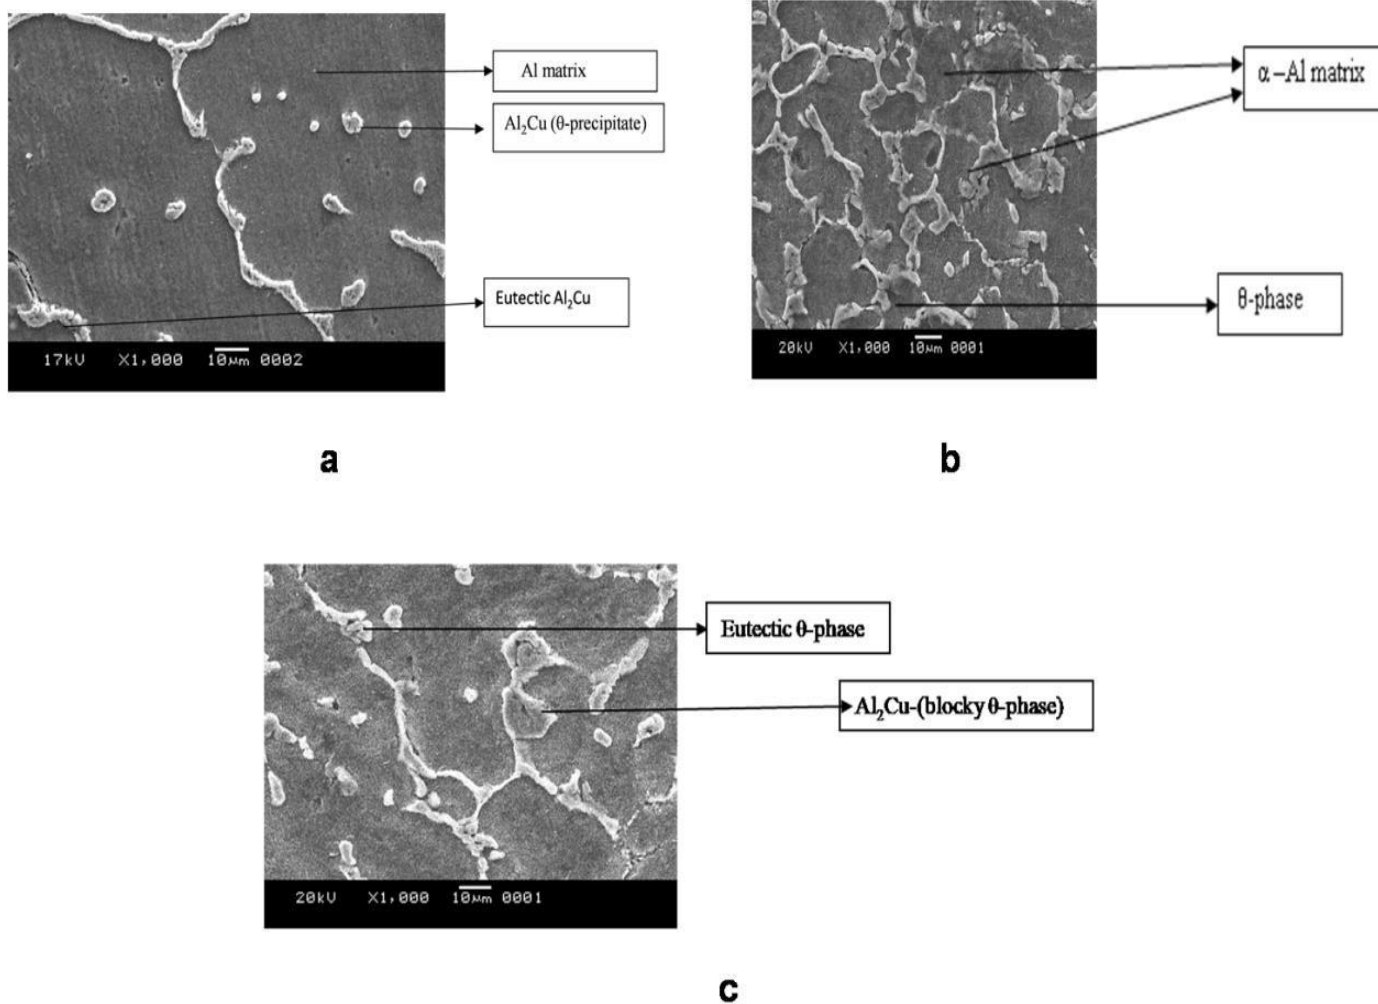 Al matrix
Al₂Cu (θ-precipitate)
Eutectic Al₂Cu
17kV X1,000 10μm 0002
a
α –Al matrix
θ-phase
20kV X1,000 10μm 0001
b
Eutectic θ-phase
Al₂Cu-(blocky θ-phase)
20kV X1,000 10μm 0001
c